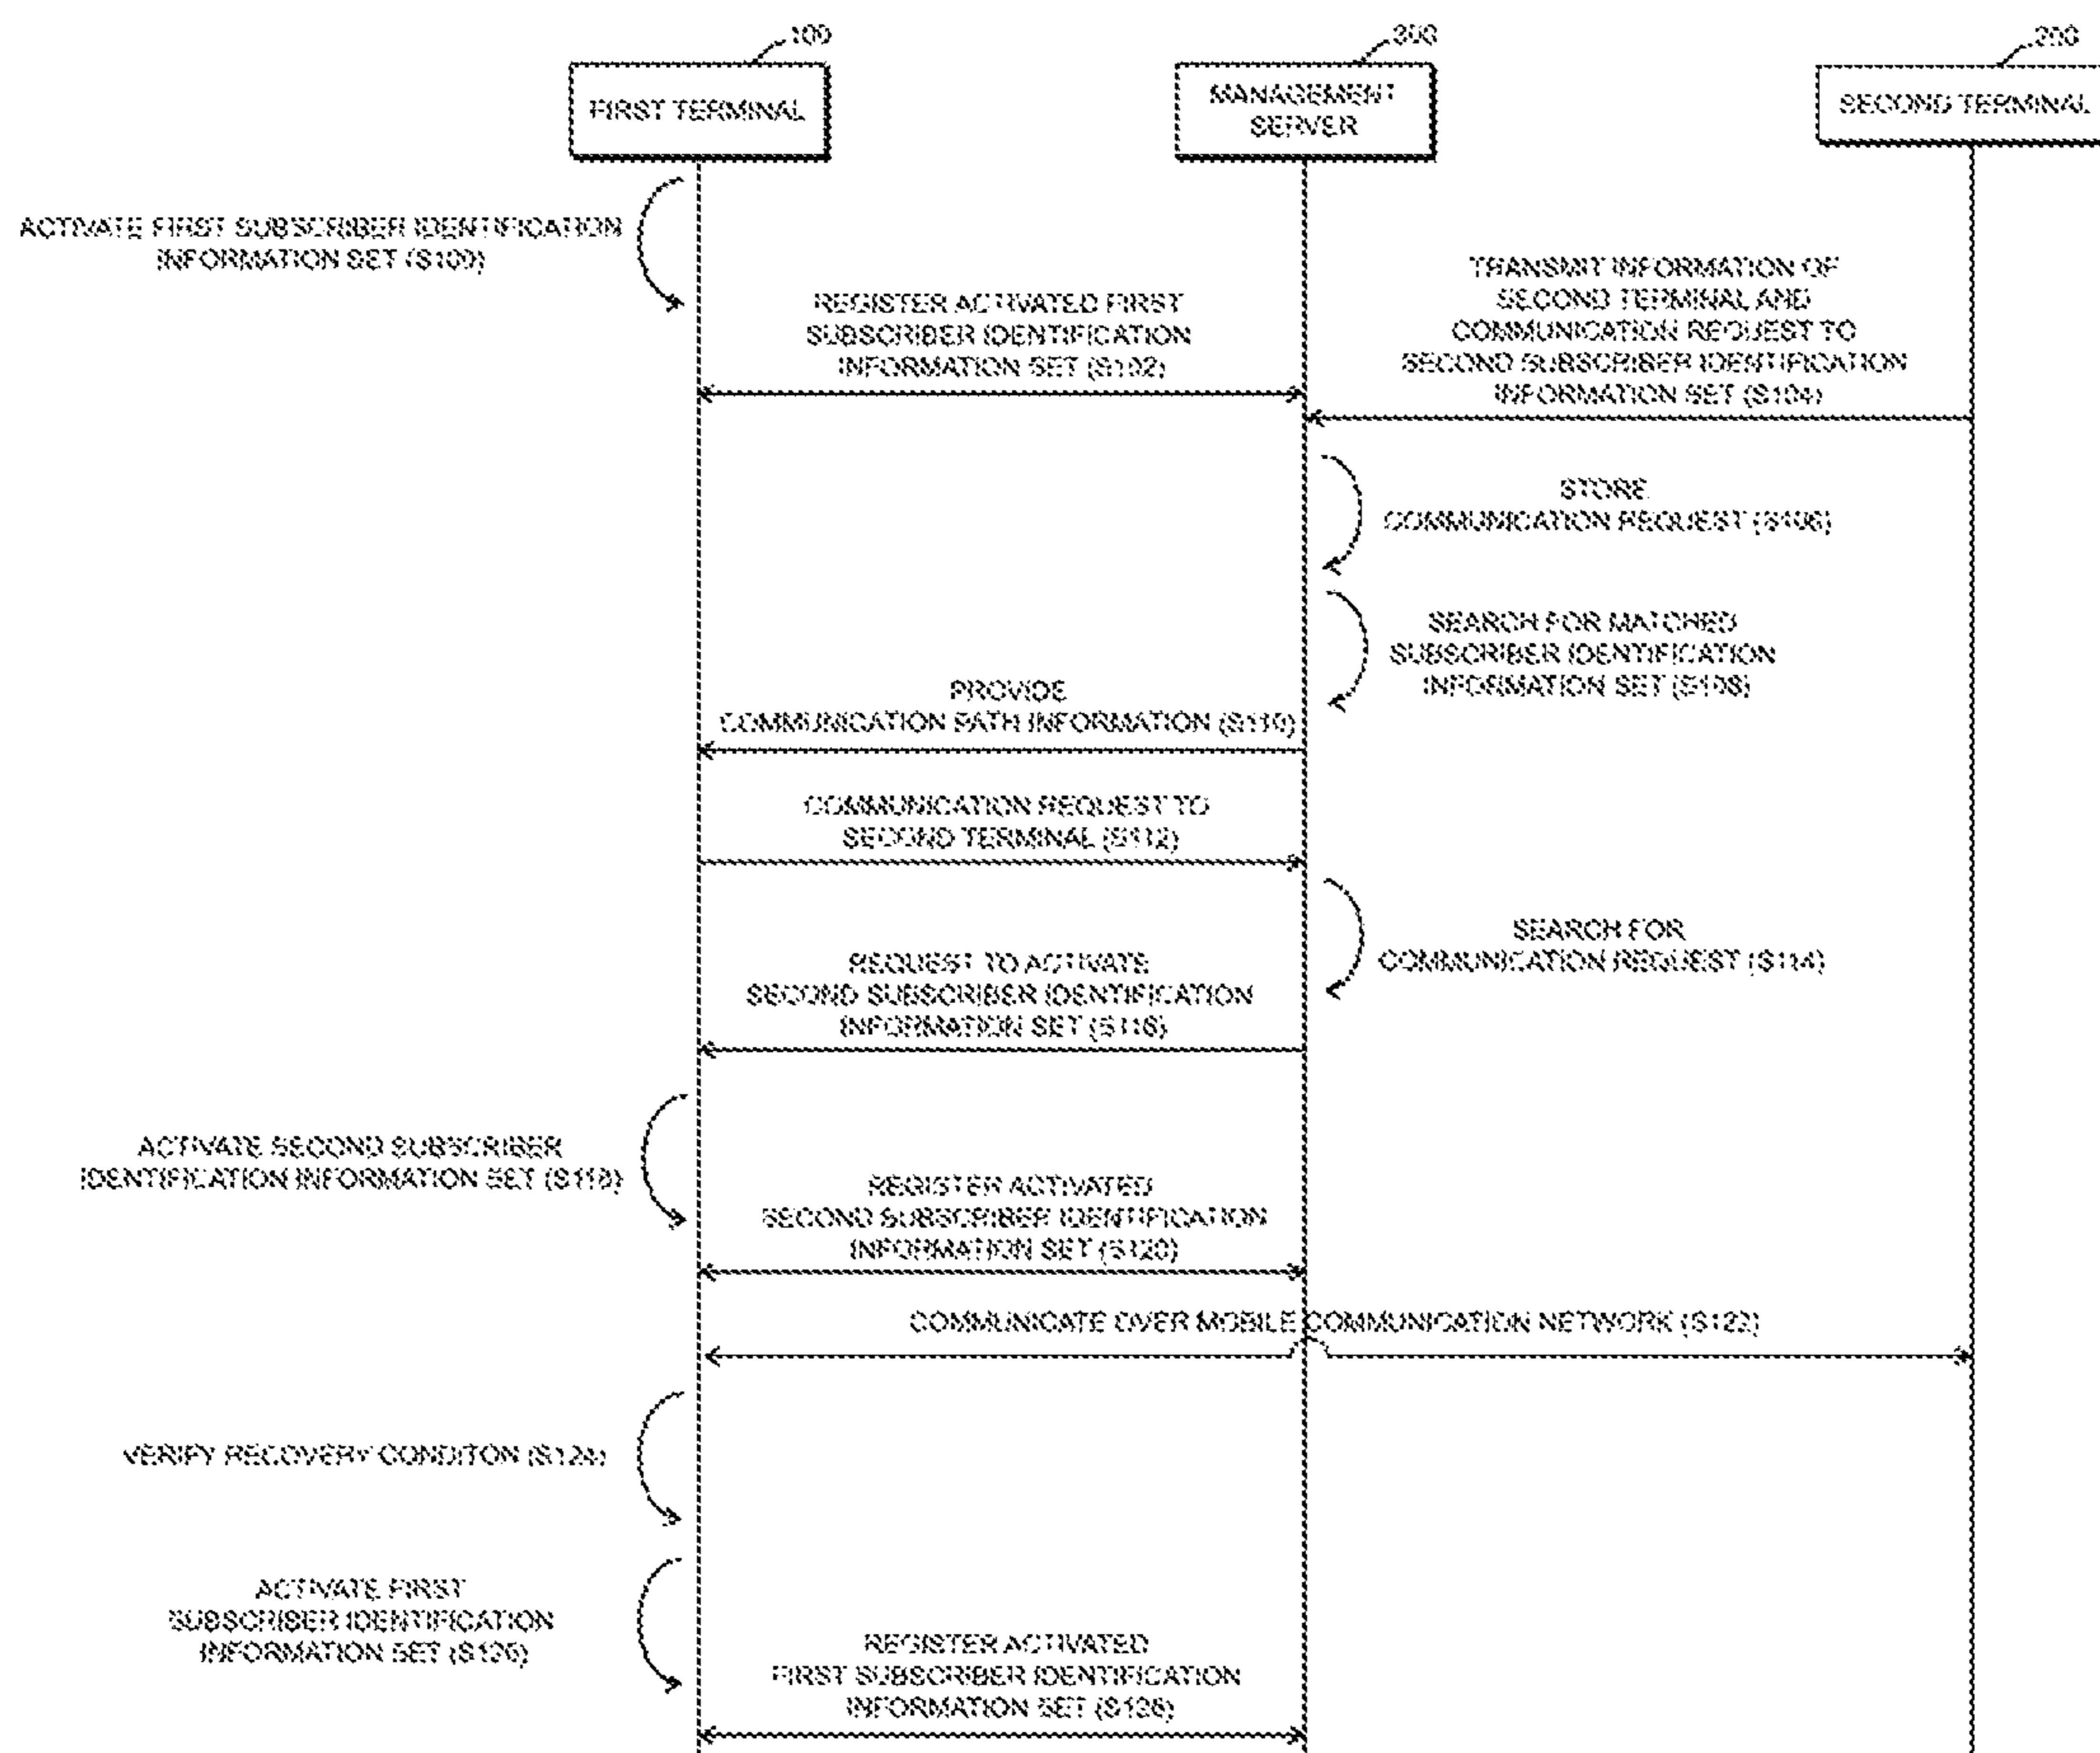 100
300
200
FIRST TERMINAL
MANAGEMENT
SERVER
SECOND TERMINAL
ACTIVATE FIRST SUBSCRIBER IDENTIFICATION
INFORMATION SET (S100)
REGISTER ACTIVATED FIRST
SUBSCRIBER IDENTIFICATION
INFORMATION SET (S102)
TRANSMIT INFORMATION OF
SECOND TERMINAL AND
COMMUNICATION REQUEST TO
SECOND SUBSCRIBER IDENTIFICATION
INFORMATION SET (S104)
STORE
COMMUNICATION REQUEST (S106)
SEARCH FOR MATCHED
SUBSCRIBER IDENTIFICATION
INFORMATION SET (S108)
PROVIDE
COMMUNICATION PATH INFORMATION (S110)
COMMUNICATION REQUEST TO
SECOND TERMINAL (S112)
SEARCH FOR
COMMUNICATION REQUEST (S114)
REQUEST TO ACTIVATE
SECOND SUBSCRIBER IDENTIFICATION
INFORMATION SET (S116)
ACTIVATE SECOND SUBSCRIBER
IDENTIFICATION INFORMATION SET (S118)
REGISTER ACTIVATED
SECOND SUBSCRIBER IDENTIFICATION
INFORMATION SET (S120)
COMMUNICATE OVER MOBILE COMMUNICATION NETWORK (S122)
VERIFY RECOVERY CONDITON (S124)
ACTIVATE FIRST
SUBSCRIBER IDENTIFICATION
INFORMATION SET (S126)
REGISTER ACTIVATED
FIRST SUBSCRIBER IDENTIFICATION
INFORMATION SET (S128)